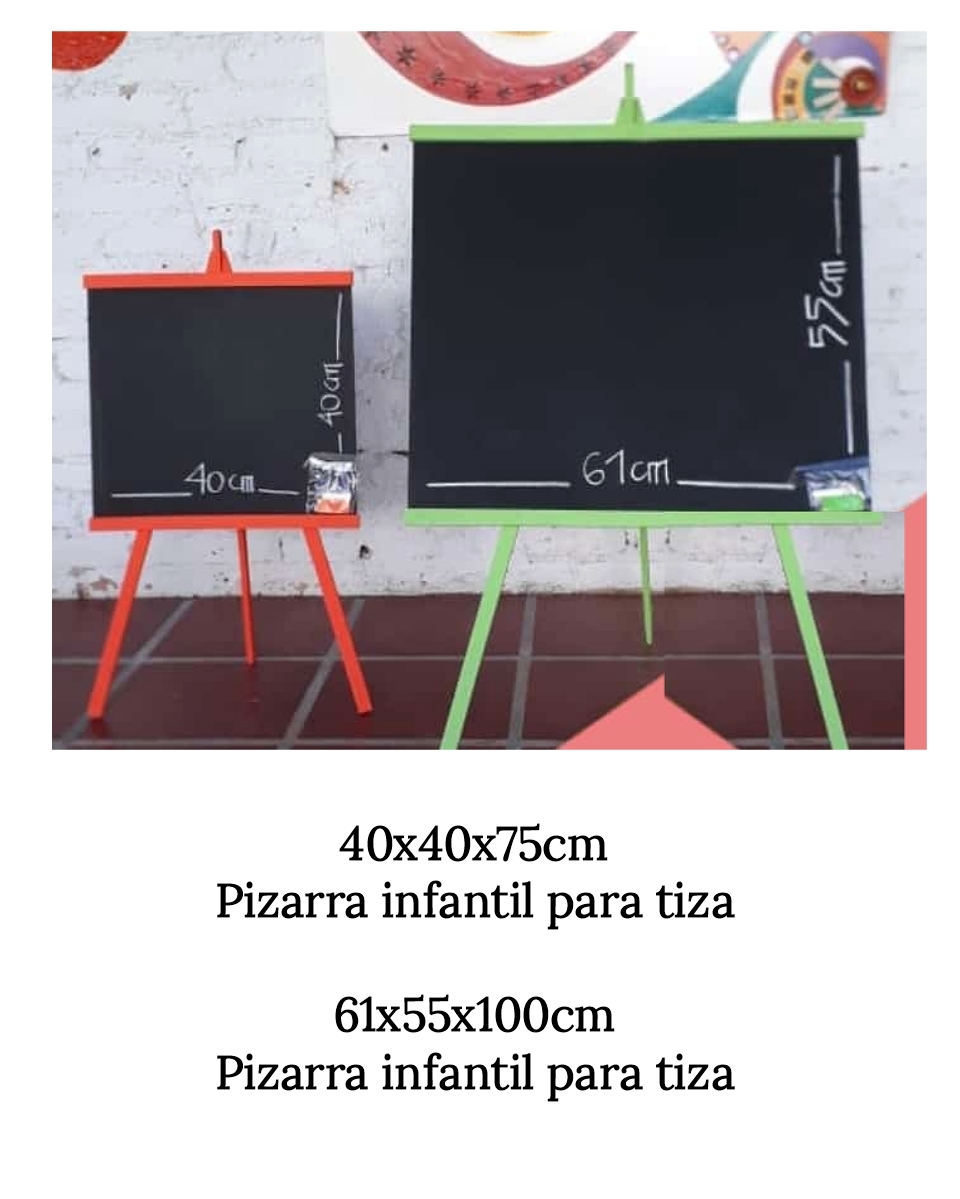 40cm
40cm
55cm
61cm
40x40x75cm
Pizarra infantil para tiza
61x55x100cm
Pizarra infantil para tiza